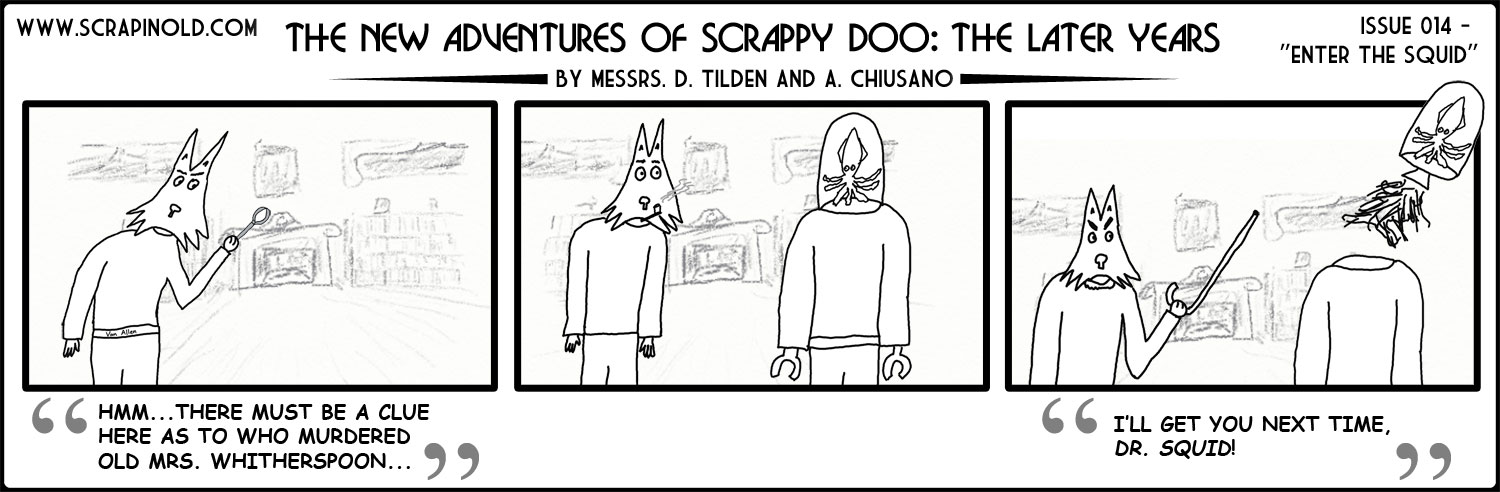 WWW.SCRAPINOLD.COM
THE NEW ADVENTURES OF SCRAPPY DOO: THE LATER YEARS
BY MESSRS. D. TILDEN AND A. CHIUSANO
ISSUE 014 -
"ENTER THE SQUID"
Van Allen
“ HMM...THERE MUST BE A CLUE
HERE AS TO WHO MURDERED
OLD MRS. WHITHERSPOON... ”
“ I'LL GET YOU NEXT TIME,
DR. SQUID! ”